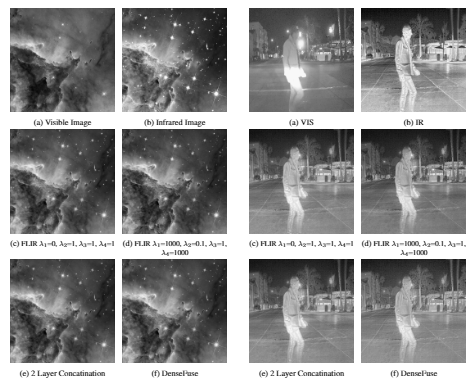 (a) Visible Image
(b) Infrared Image
(c) FLIR λ1=0, λ2=1, λ3=1, λ4=1
(d) FLIR λ1=1000, λ2=0.1, λ3=1,
λ4=1000
(e) 2 Layer Concatination
(f) DenseFuse
(a) VIS
(b) IR
(c) FLIR λ1=0, λ2=1, λ3=1, λ4=1
(d) FLIR λ1=1000, λ2=0.1, λ3=1,
λ4=1000
(e) 2 Layer Concatination
(f) DenseFuse